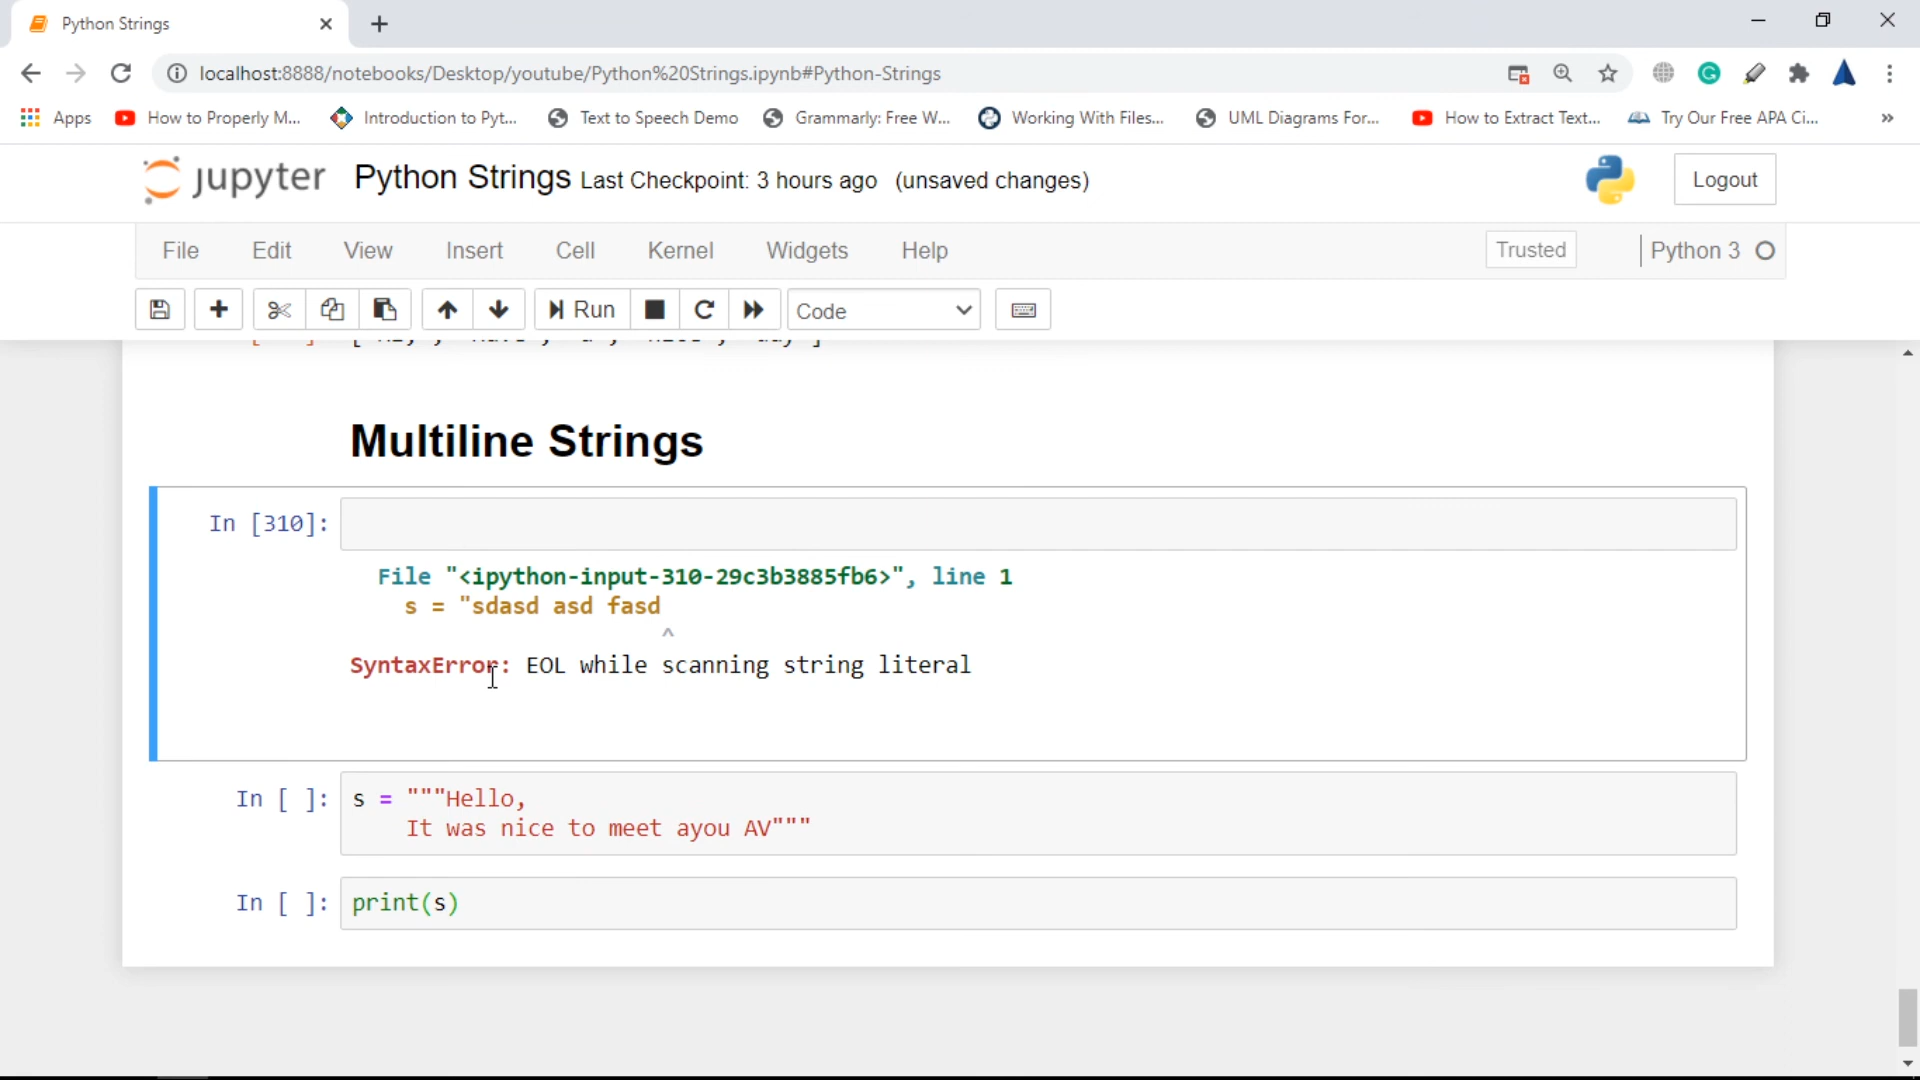 Python Strings
localhost:8888/notebooks/Desktop/youtube/Python%20Strings.ipynb#Python-Strings
Apps How to Properly M... Introduction to Pyt... Text to Speech Demo Grammarly: Free W... Working With Files... UML Diagrams For... How to Extract Text... Try Our Free APA Ci... »
jupyter Python Strings Last Checkpoint: 3 hours ago (unsaved changes) Logout
File Edit View Insert Cell Kernel Widgets Help Trusted Python 3
Run Code
Multiline Strings
In [310]:
File "<ipython-input-310-29c3b3885fb6>", line 1
s = "sdasd asd fasd
^
SyntaxError: EOL while scanning string literal
In [ ]: s = """Hello,
It was nice to meet ayou AV"""
In [ ]: print(s)